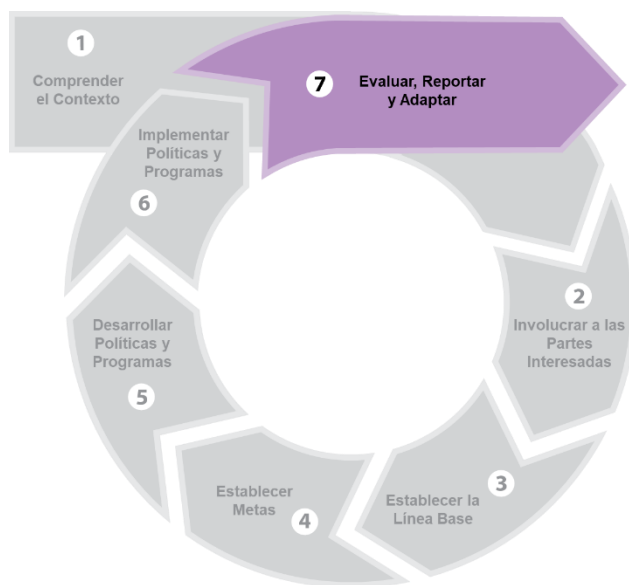 1
Comprender
el Contexto
7
Evaluar, Reportar
y Adaptar
Implementar
Políticas y
Programas
6
2
Involucrar a las
Partes
Interesadas
Desarrollar
Políticas y
Programas
5
3
Establecer la
Línea Base
Establecer
Metas
4